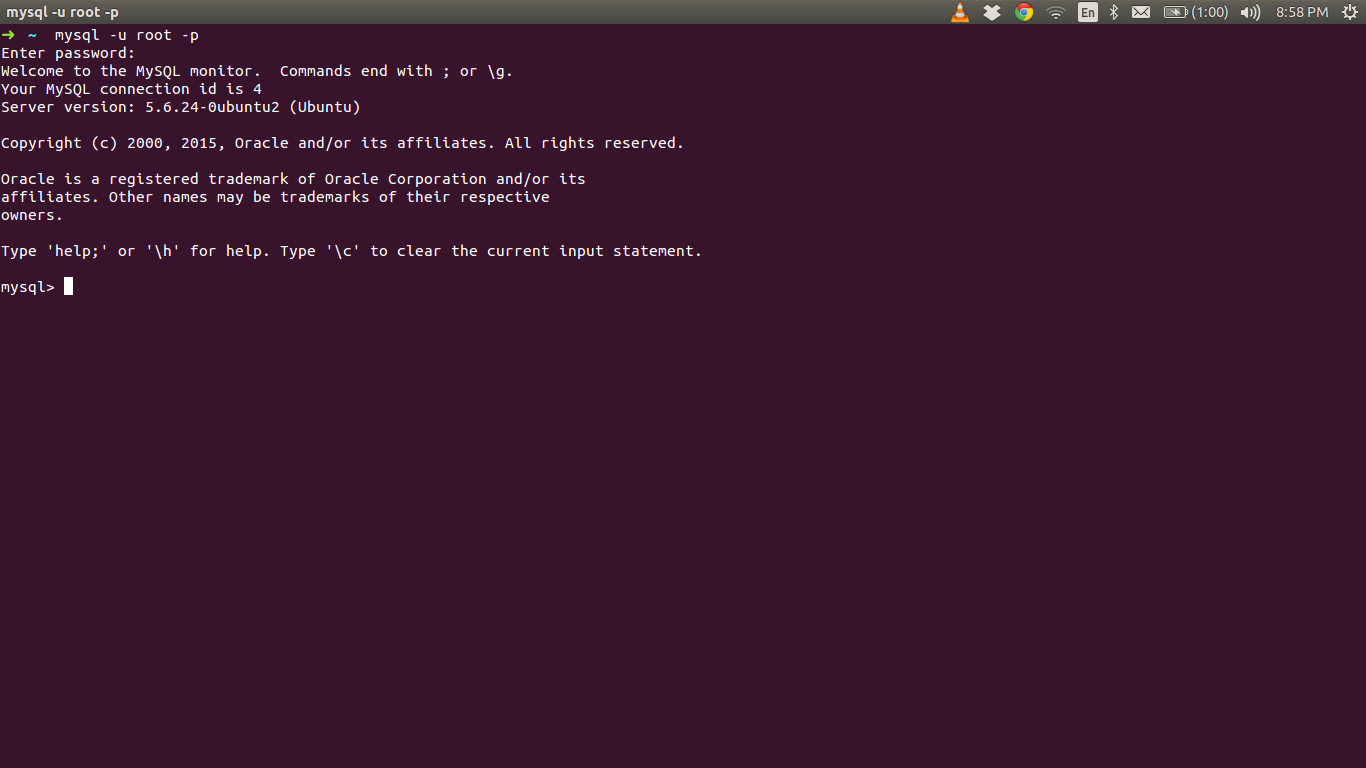 mysql -u root -p
En
(1:00)
8:58 PM
➜ ~ mysql -u root -p
Enter password:
Welcome to the MySQL monitor.  Commands end with ; or \g.
Your MySQL connection id is 4
Server version: 5.6.24-0ubuntu2 (Ubuntu)
Copyright (c) 2000, 2015, Oracle and/or its affiliates. All rights reserved.
Oracle is a registered trademark of Oracle Corporation and/or its
affiliates. Other names may be trademarks of their respective
owners.
Type 'help;' or '\h' for help. Type '\c' to clear the current input statement.
mysql>